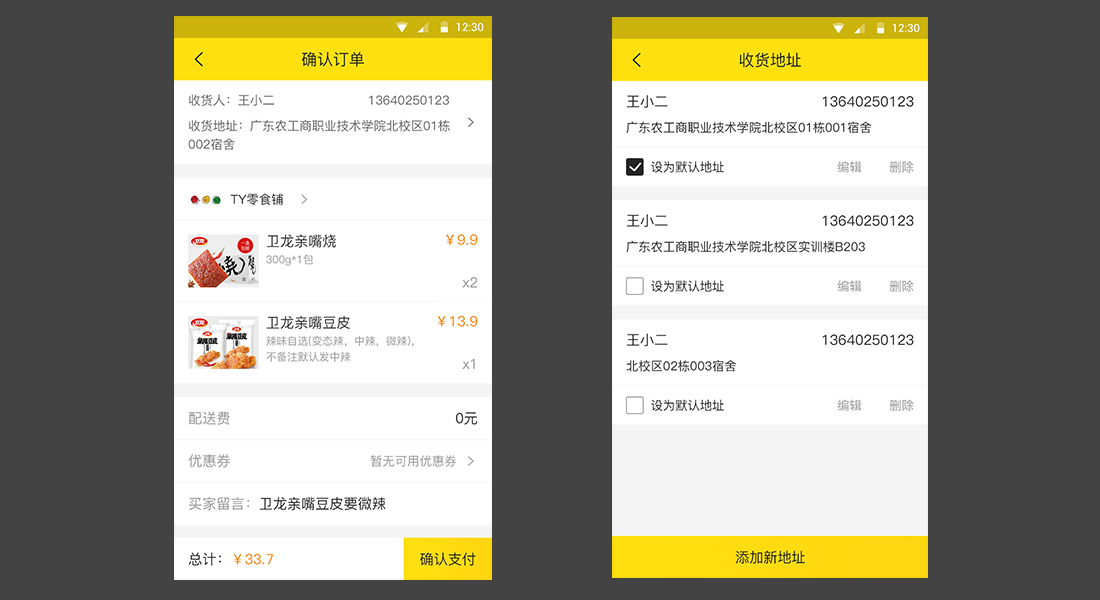 12:30
确认订单
收货人：王小二 13640250123
收货地址：广东农工商职业技术学院北校区01栋
002宿舍
TY零食铺
卫龙亲嘴烧 ￥9.9
300g*1包
x2
卫龙亲嘴豆皮 ￥13.9
辣味自选(变态辣，中辣，微辣),
不备注默认发中辣
x1
配送费 0元
优惠券 暂无可用优惠券
买家留言：卫龙亲嘴豆皮要微辣
总计：￥33.7 确认支付
12:30
收货地址
王小二 13640250123
广东农工商职业技术学院北校区01栋001宿舍
设为默认地址 编辑 删除
王小二 13640250123
广东农工商职业技术学院北校区实训楼B203
设为默认地址 编辑 删除
王小二 13640250123
北校区02栋003宿舍
设为默认地址 编辑 删除
添加新地址